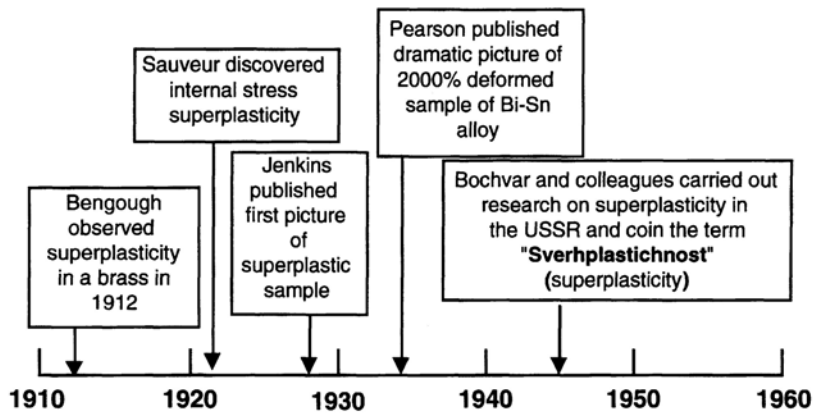 Pearson published
dramatic picture of
2000% deformed
sample of Bi-Sn
alloy
Sauveur discovered
internal stress
superplasticity
Jenkins
published
first picture
of
superplastic
sample
Bochvar and colleagues carried out
research on superplasticity in
the USSR and coin the term
"Sverhplastichnost"
(superplasticity)
Bengough
observed
superplasticity
in a brass in
1912
1910 1920 1930 1940 1950 1960